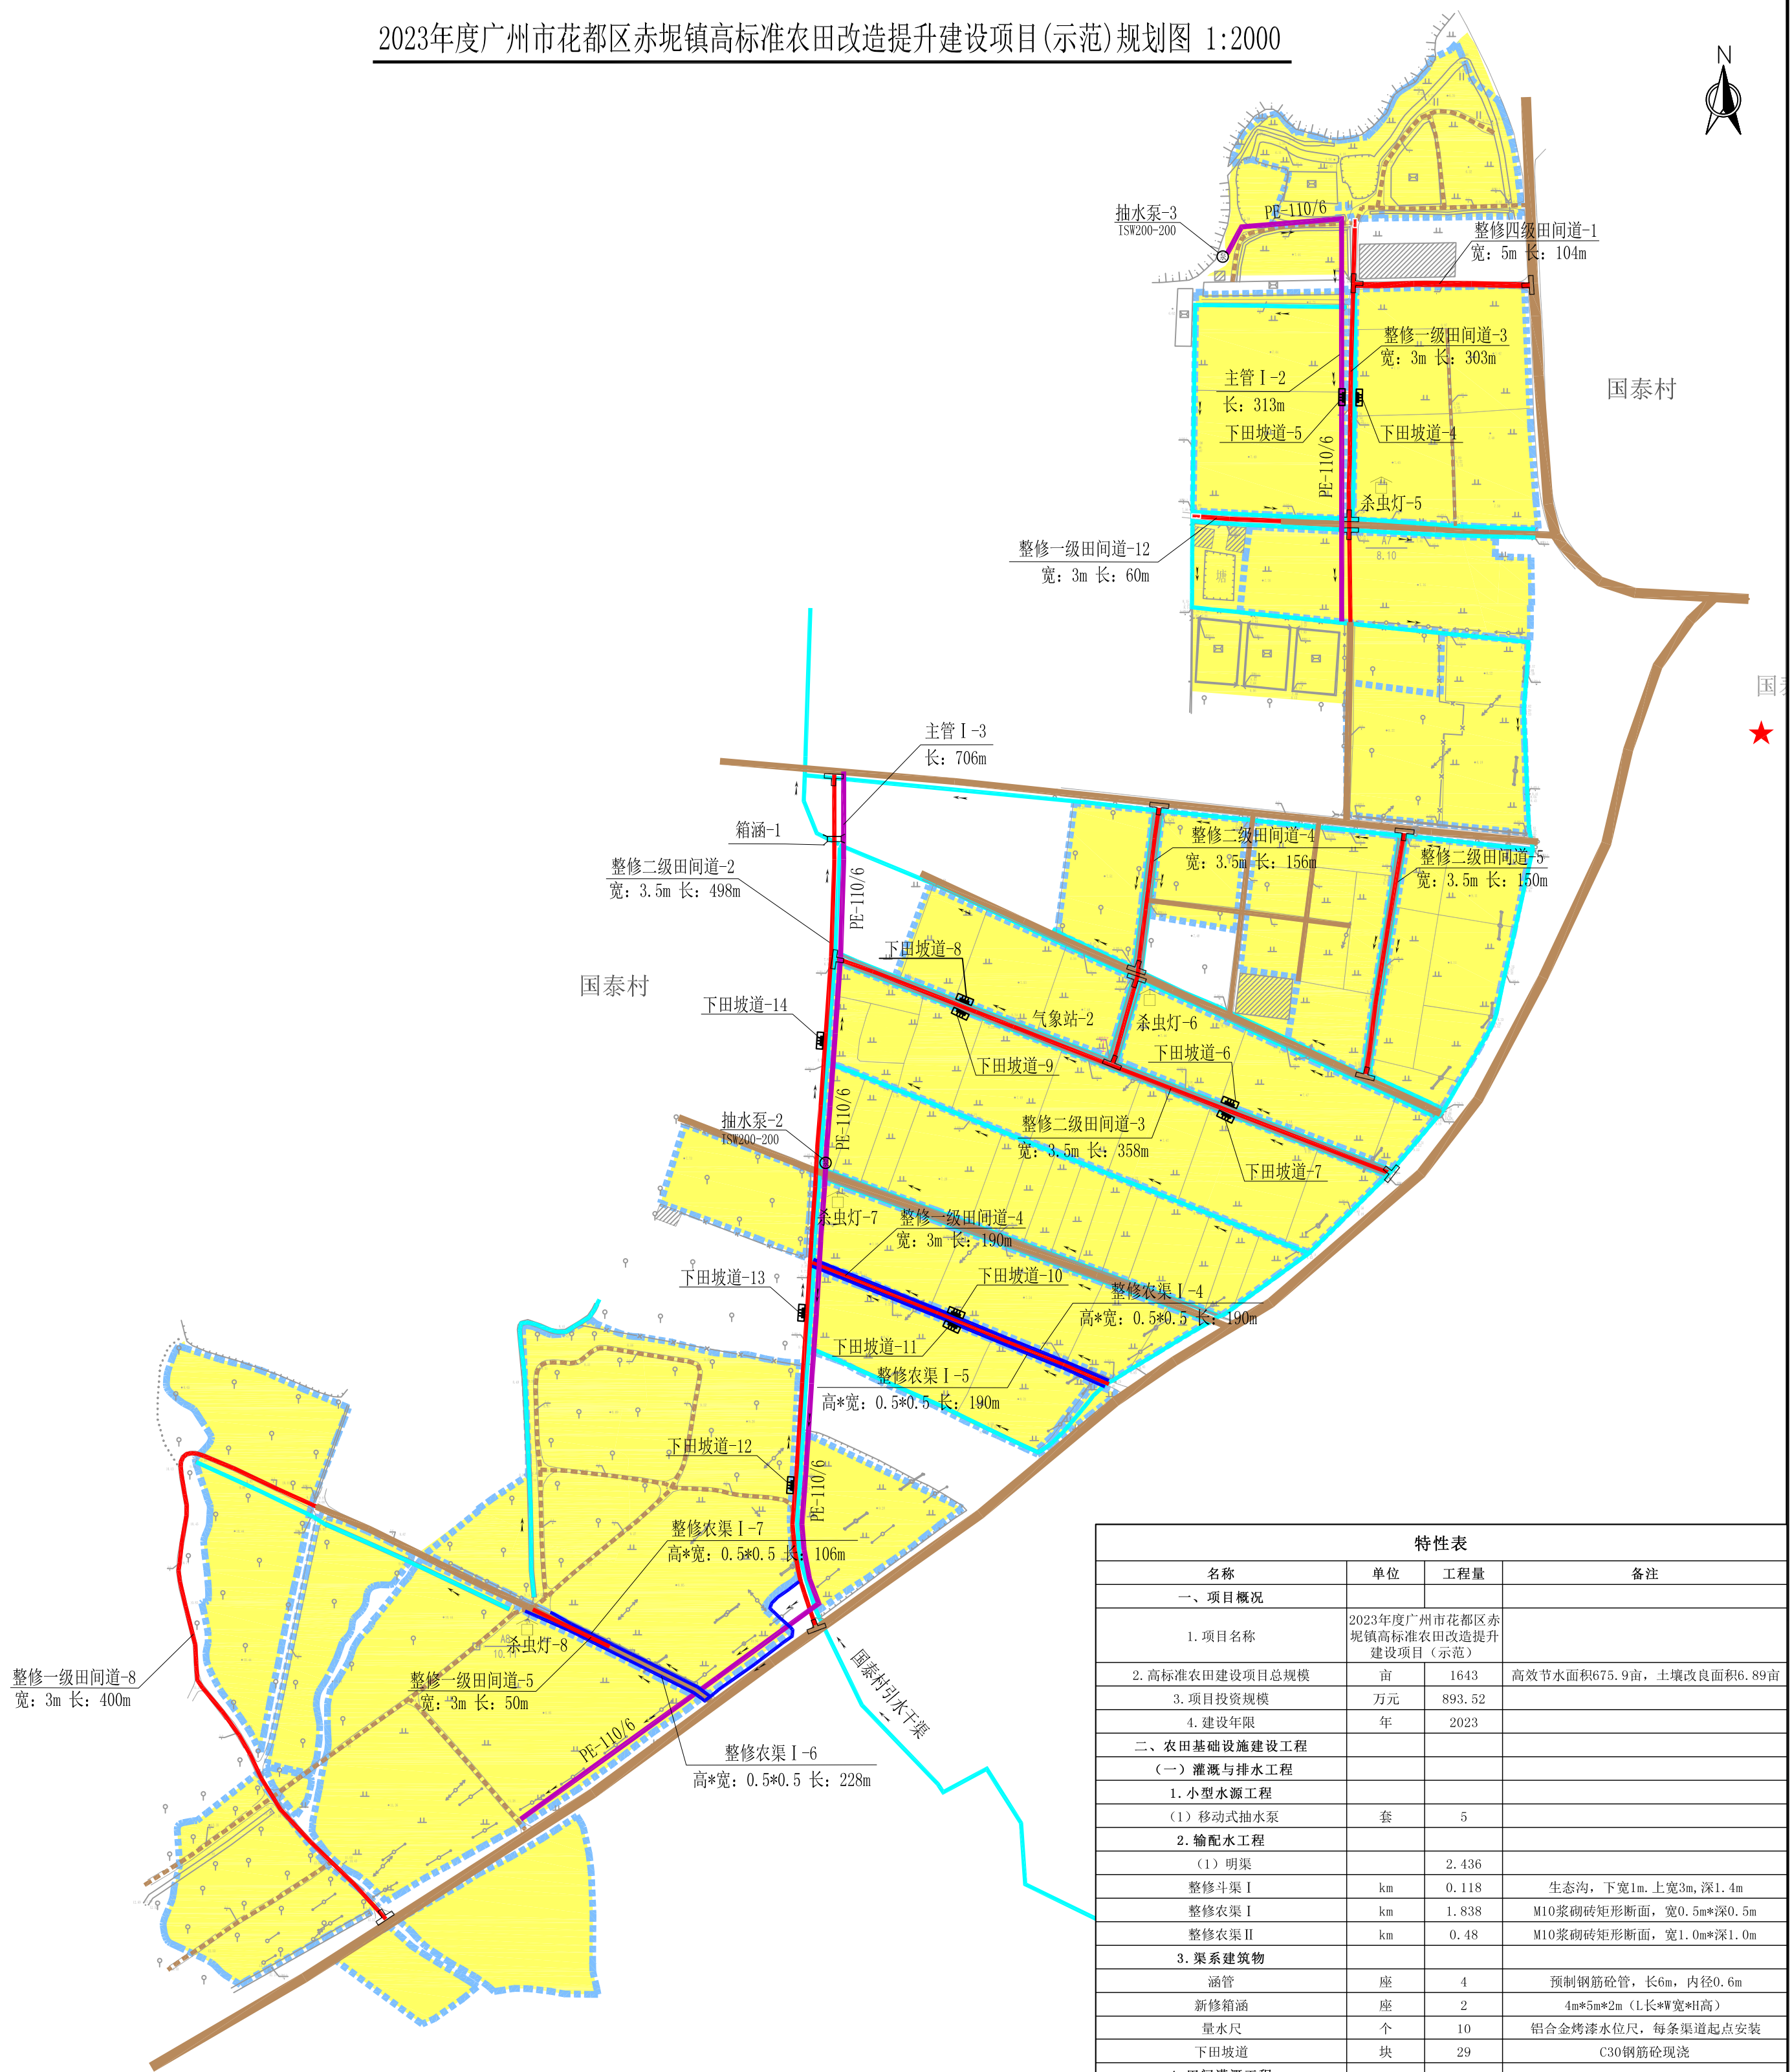 2023年度广州市花都区赤坭镇高标准农田改造提升建设项目(示范)规划图 1:2000
N
抽水泵-3
ISW200-200
PE-110/6
整修四级田间道-1
宽：5m 长：104m
整修一级田间道-3
宽：3m 长：303m
主管Ⅰ-2
长：313m
下田坡道-5
下田坡道-4
国泰村
PE-110/6
杀虫灯-5
整修一级田间道-12
宽：3m 长：60m
A7
8.10
塘
国泰
主管Ⅰ-3
长：706m
箱涵-1
整修二级田间道-2
宽：3.5m 长：498m
PE-110/6
整修二级田间道-4
宽：3.5m 长：156m
整修二级田间道-5
宽：3.5m 长：150m
国泰村
下田坡道-8
下田坡道-14
气象站-2
杀虫灯-6
下田坡道-9
下田坡道-6
抽水泵-2
ISW200-200
PE-110/6
整修二级田间道-3
宽：3.5m 长：358m
下田坡道-7
杀虫灯-7
整修一级田间道-4
宽：3m 长：190m
下田坡道-13
下田坡道-10
整修农渠Ⅰ-4
高*宽：0.5*0.5 长：190m
下田坡道-11
整修农渠Ⅰ-5
高*宽：0.5*0.5 长：190m
下田坡道-12
PE-110/6
整修农渠Ⅰ-7
高*宽：0.5*0.5 长：106m
杀虫灯-8
整修一级田间道-8
宽：3m 长：400m
整修一级田间道-5
宽：3m 长：50m
国泰村引水干渠
PE-110/6
整修农渠Ⅰ-6
高*宽：0.5*0.5 长：228m
特性表
名称 单位 工程量 备注
一、项目概况
1.项目名称 2023年度广州市花都区赤
坭镇高标准农田改造提升
建设项目（示范）
2.高标准农田建设项目总规模 亩 1643 高效节水面积675.9亩，土壤改良面积6.89亩
3.项目投资规模 万元 893.52
4.建设年限 年 2023
二、农田基础设施建设工程
（一）灌溉与排水工程
1.小型水源工程
（1）移动式抽水泵 套 5
2.输配水工程
（1）明渠 2.436
整修斗渠Ⅰ km 0.118 生态沟，下宽1m.上宽3m,深1.4m
整修农渠Ⅰ km 1.838 M10浆砌砖矩形断面，宽0.5m*深0.5m
整修农渠Ⅱ km 0.48 M10浆砌砖矩形断面，宽1.0m*深1.0m
3.渠系建筑物
涵管 座 4 预制钢筋砼管，长6m，内径0.6m
新修箱涵 座 2 4m*5m*2m（L长*W宽*H高）
量水尺 个 10 铝合金烤漆水位尺，每条渠道起点安装
下田坡道 块 29 C30钢筋砼现浇